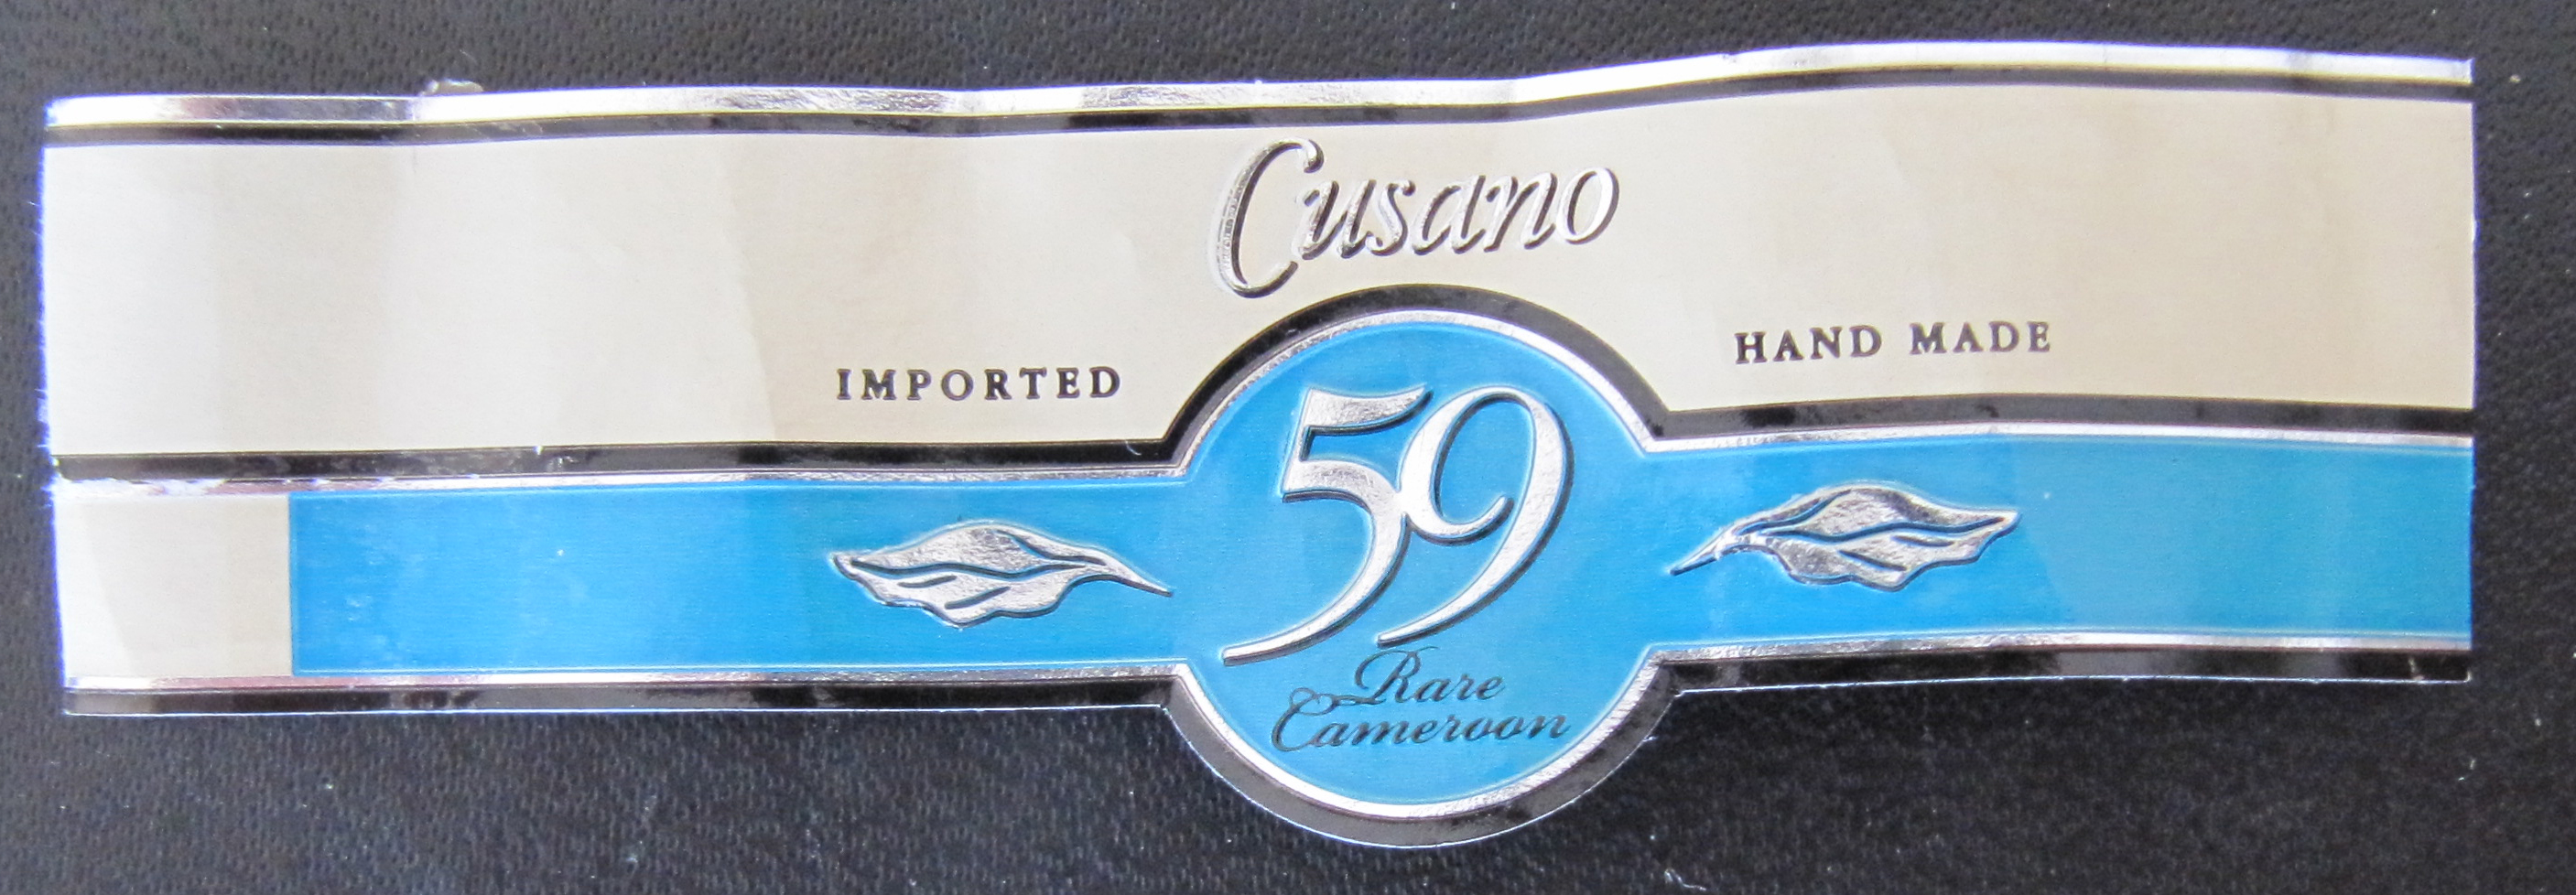 Cusano
IMPORTED
HAND MADE
59
Rare
Cameroon